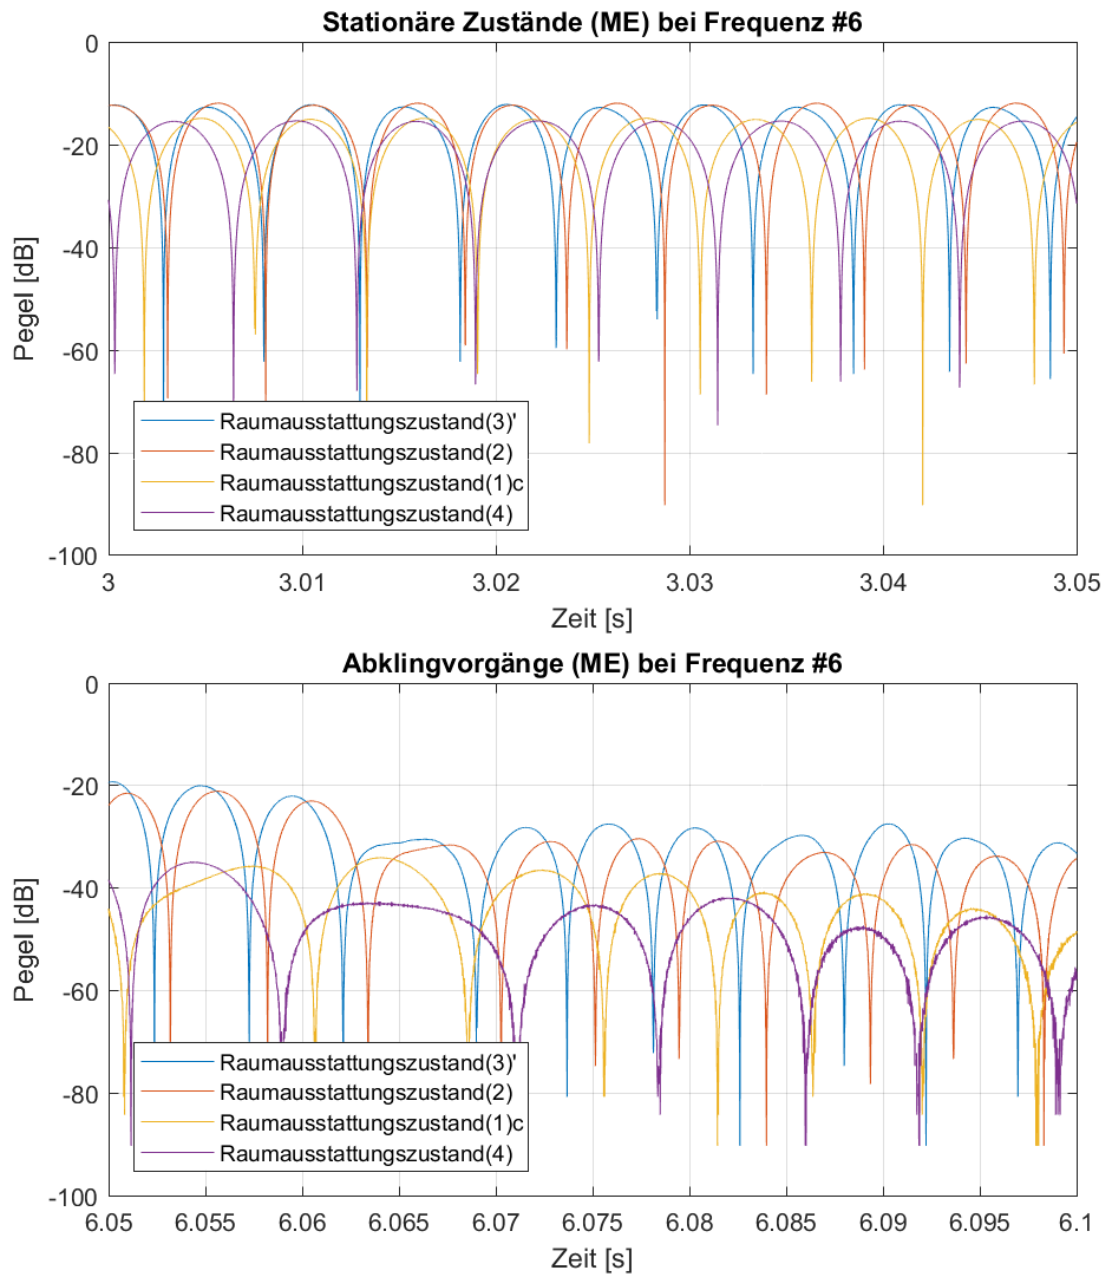 Stationäre Zustände (ME) bei Frequenz #6
0
-20
-40
-60
-80
-100
Pegel [dB]
Raumausstattungszustand(3)'
Raumausstattungszustand(2)
Raumausstattungszustand(1)c
Raumausstattungszustand(4)
3 3.01 3.02 3.03 3.04 3.05
Zeit [s]
Abklingvorgänge (ME) bei Frequenz #6
0
-20
-40
-60
-80
-100
Pegel [dB]
Raumausstattungszustand(3)'
Raumausstattungszustand(2)
Raumausstattungszustand(1)c
Raumausstattungszustand(4)
6.05 6.055 6.06 6.065 6.07 6.075 6.08 6.085 6.09 6.095 6.1
Zeit [s]